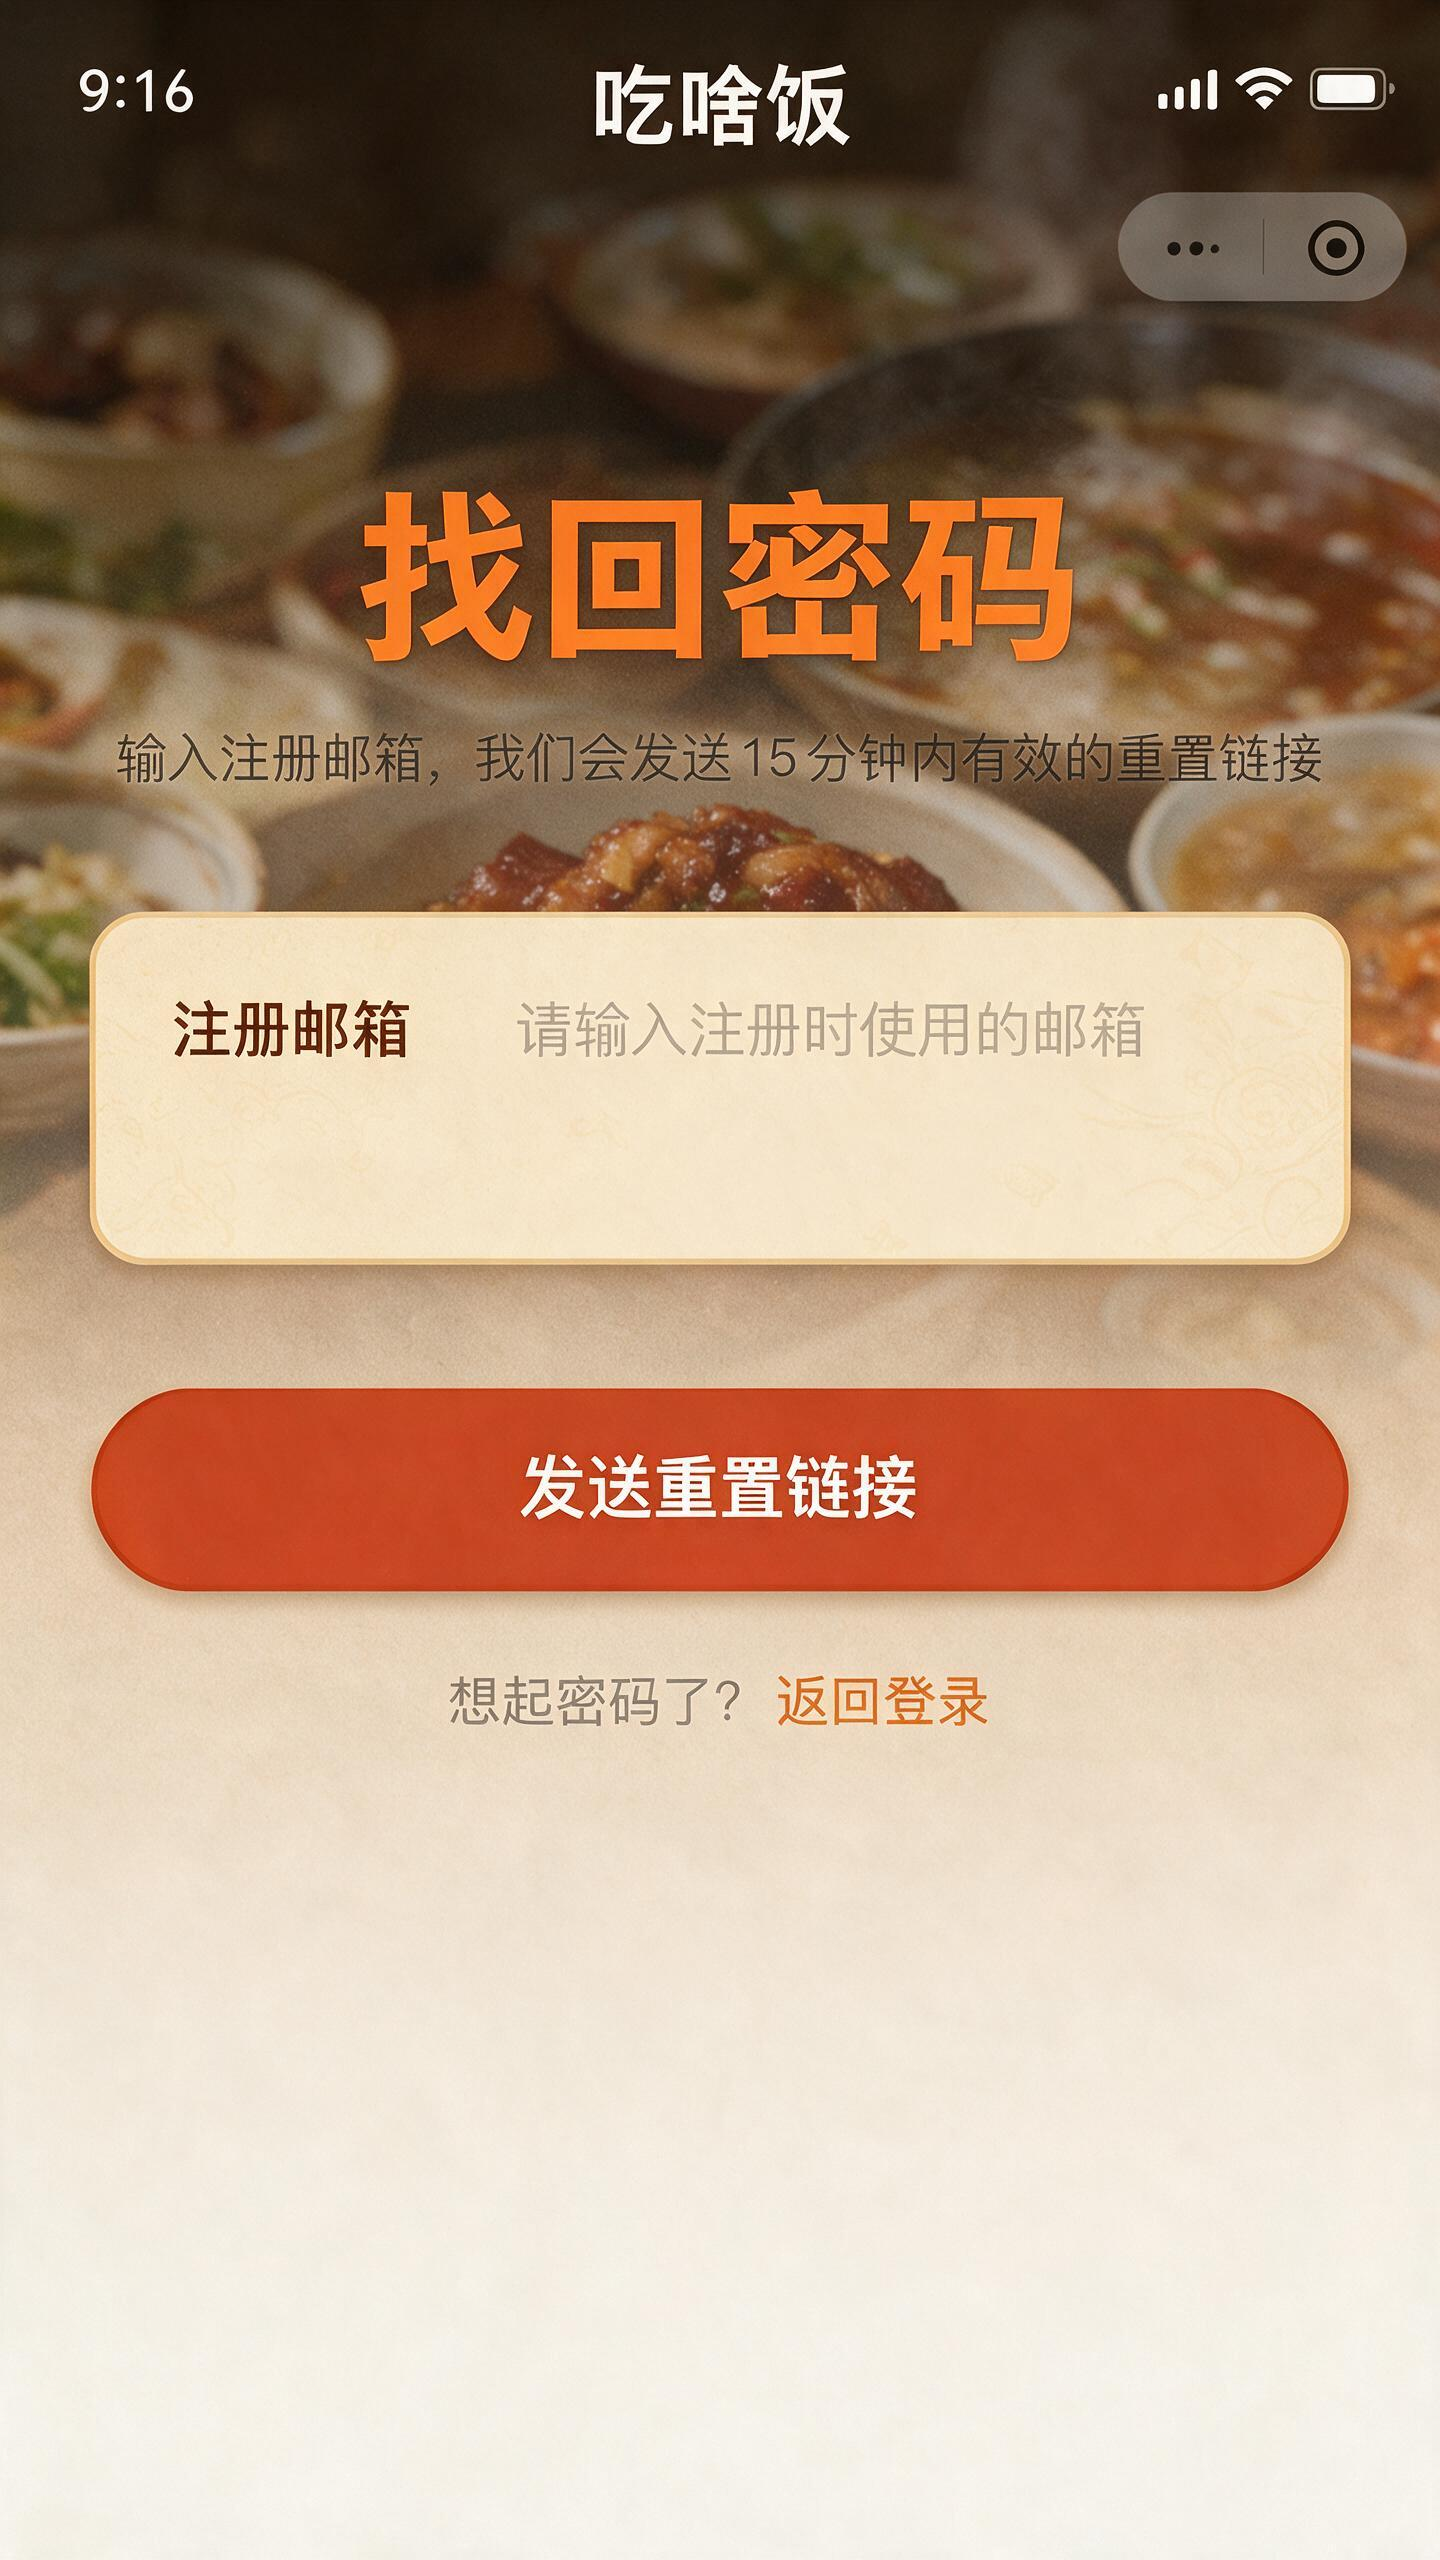 9:16
吃啥饭
找回密码
输入注册邮箱，我们会发送15分钟内有效的重置链接
注册邮箱 请输入注册时使用的邮箱
发送重置链接
想起密码了？ 返回登录